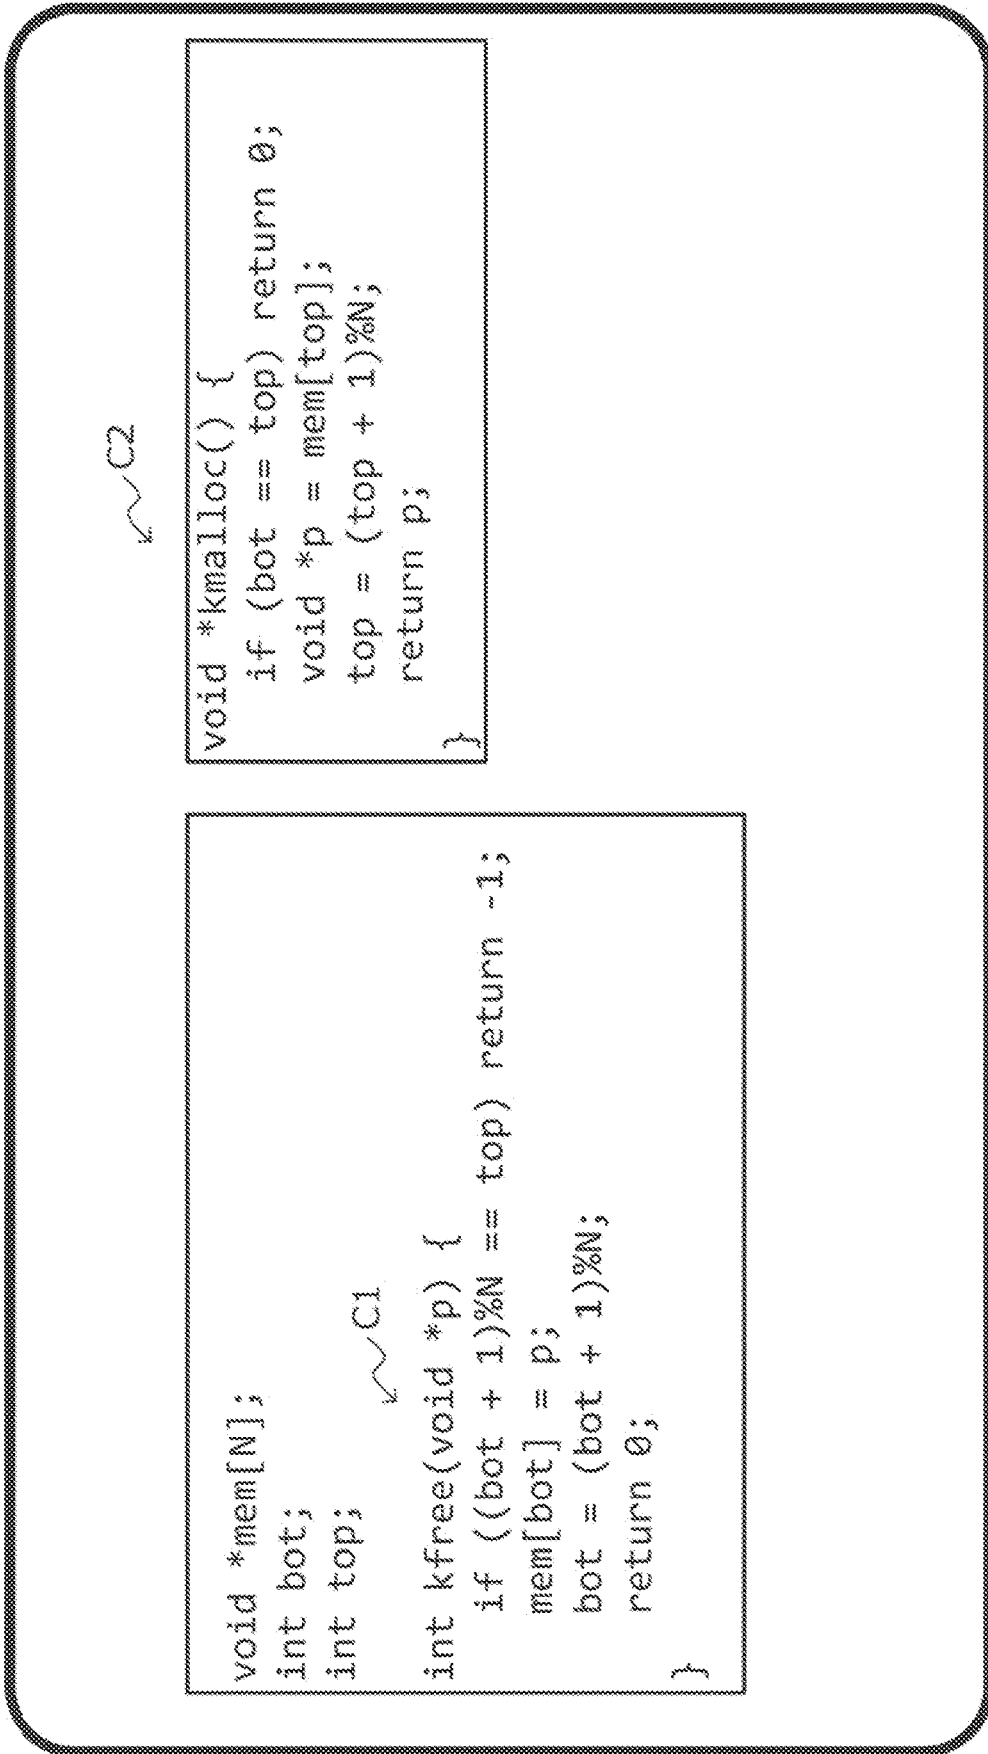 void *mem[N];
int bot;
int top;
C1
int kfree(void *p) {
if ((bot + 1)%N == top) return -1;
mem[bot] = p;
bot = (bot + 1)%N;
return 0;
}
C2
void *kmalloc() {
if (bot == top) return 0;
void *p = mem[top];
top = (top + 1)%N;
return p;
}